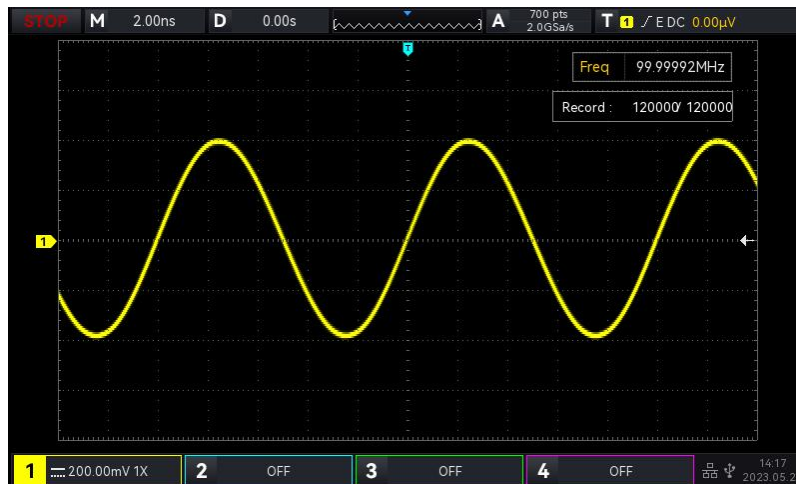 STOP M 2.00ns D 0.00s A 700 pts 2.0GSa/s T 1 E DC 0.00µV
T
Freq 99.99992MHz
Record : 120000/ 120000
1
1 200.00mV 1X 2 OFF 3 OFF 4 OFF 14:17
2023.05.2